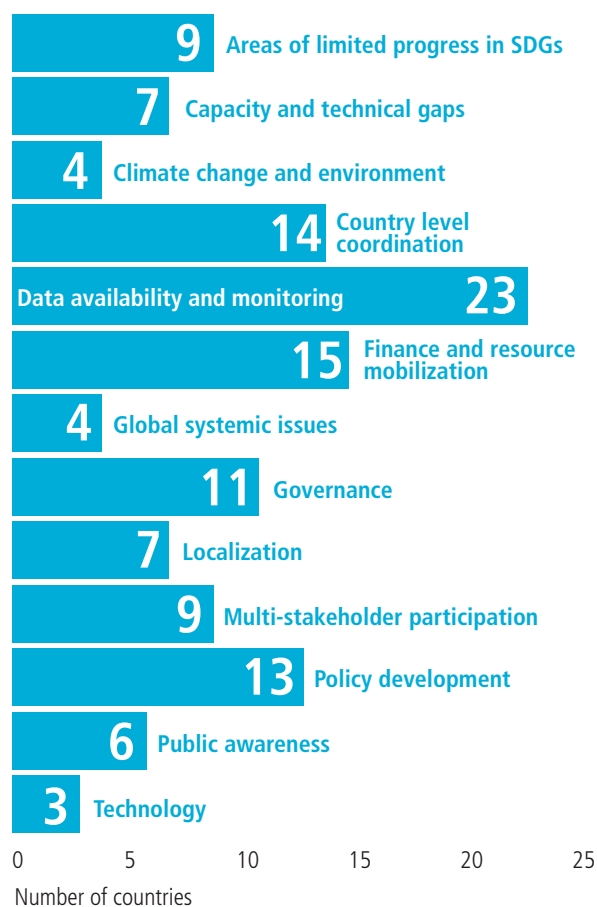 9 Areas of limited progress in SDGs
7 Capacity and technical gaps
4 Climate change and environment
14 Country level
coordination
Data availability and monitoring 23
15 Finance and resource
mobilization
4 Global systemic issues
11 Governance
7 Localization
9 Multi-stakeholder participation
13 Policy development
6 Public awareness
3 Technology
0 5 10 15 20 25
Number of countries